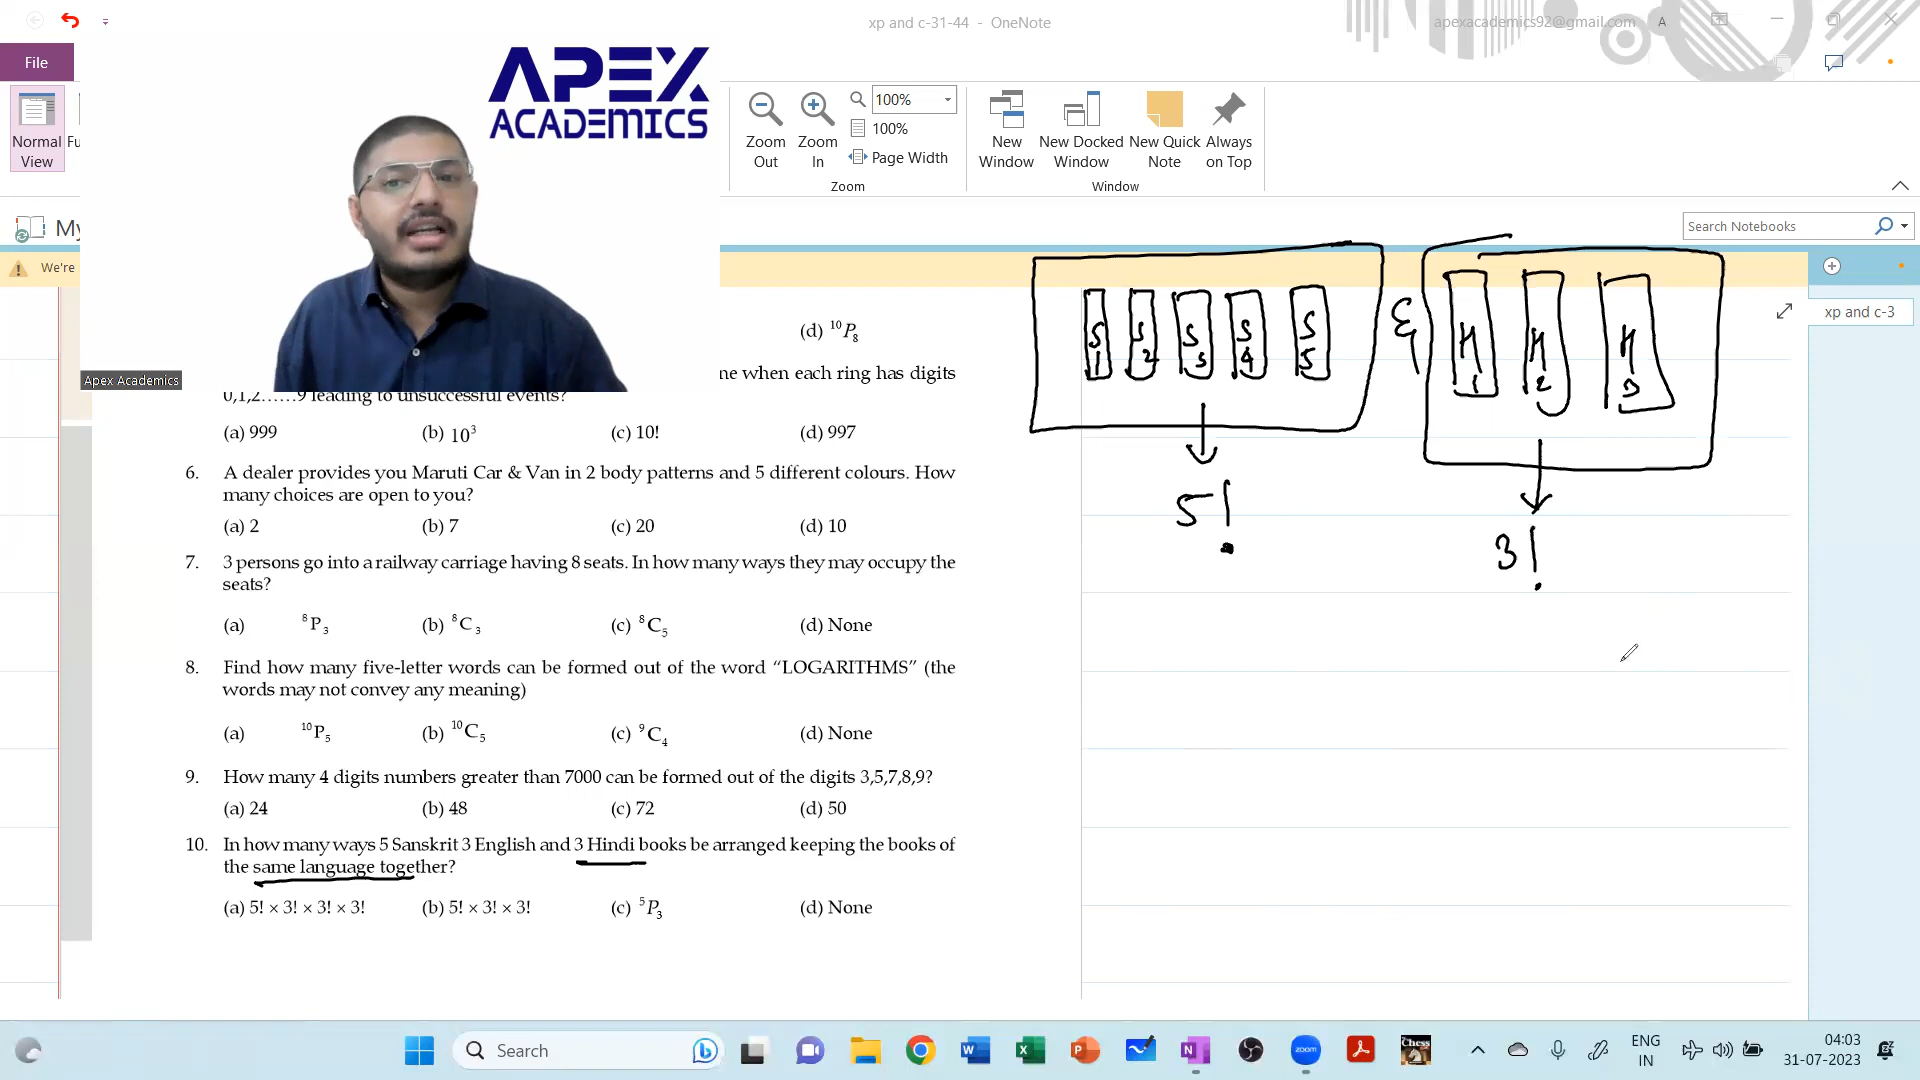 xp and c-31-44 - OneNote
apexacademics92@gmail.com A
File
APEX
ACADEMICS
100%
Normal View
Zoom Out
Zoom In
100%
Page Width
Zoom
New Window
New Docked Window
New Quick Note
Always on Top
Window
My
Search Notebooks
We're
xp and c-3
Apex Academics
(d) ¹⁰P₈
ne when each ring has digits
0,1,2……9 leading to unsuccessful events?
(a) 999 (b) 10³ (c) 10! (d) 997
6. A dealer provides you Maruti Car & Van in 2 body patterns and 5 different colours. How
many choices are open to you?
(a) 2 (b) 7 (c) 20 (d) 10
7. 3 persons go into a railway carriage having 8 seats. In how many ways they may occupy the
seats?
(a) ⁸P₃ (b) ⁸C₃ (c) ⁸C₅ (d) None
8. Find how many five-letter words can be formed out of the word “LOGARITHMS” (the
words may not convey any meaning)
(a) ¹⁰P₅ (b) ¹⁰C₅ (c) ⁹C₄ (d) None
9. How many 4 digits numbers greater than 7000 can be formed out of the digits 3,5,7,8,9?
(a) 24 (b) 48 (c) 72 (d) 50
10. In how many ways 5 Sanskrit 3 English and 3 Hindi books be arranged keeping the books of
the same language together?
(a) 5! × 3! × 3! × 3! (b) 5! × 3! × 3! (c) ⁵P₃ (d) None
S1 S2 S3 S4 S5 & H1 H2 H3
5!
3!
Search
Chess
zoom
ENG
IN
04:03
31-07-2023